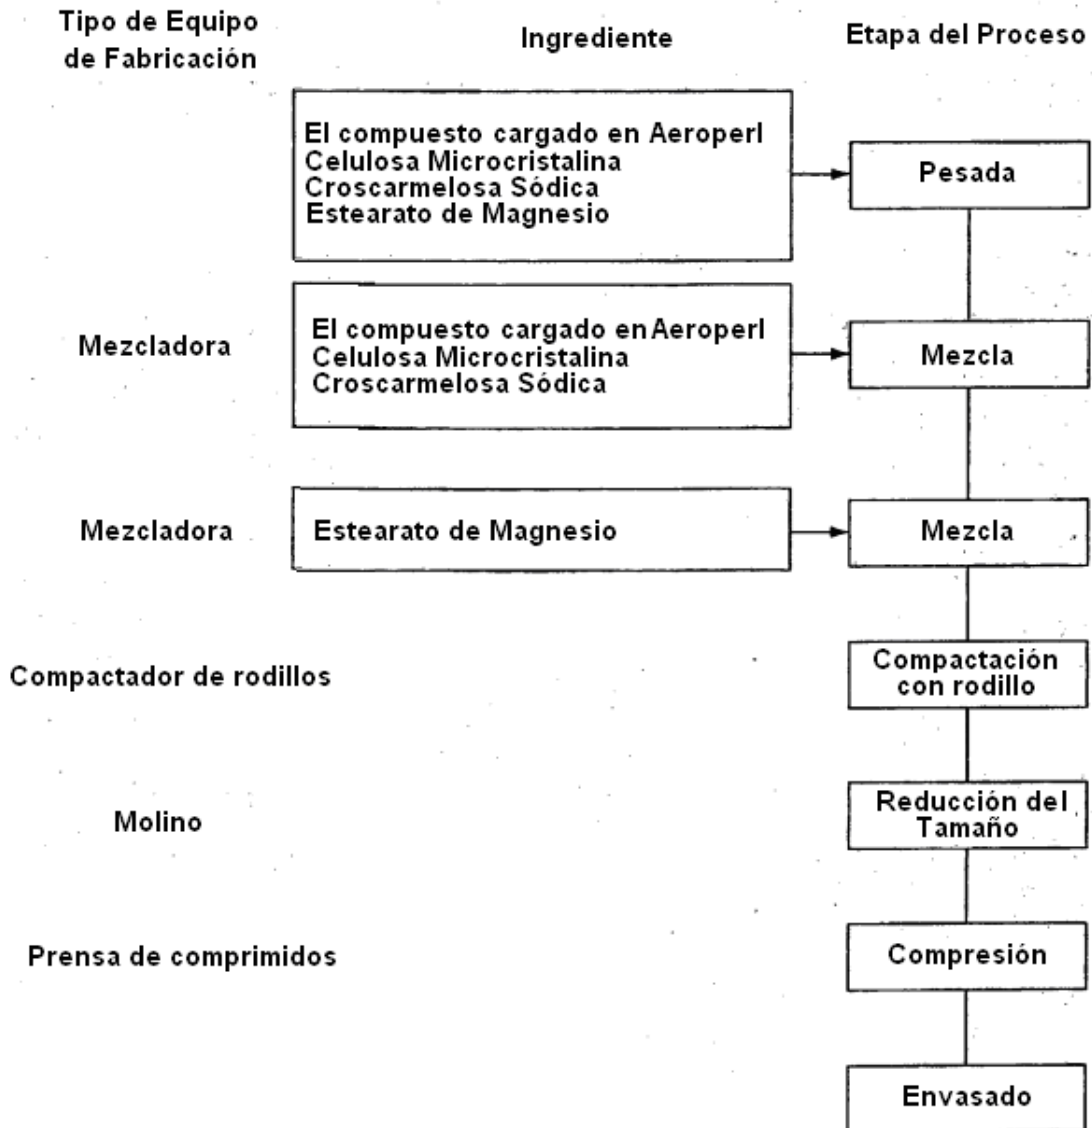 Tipo de Equipo
de Fabricación
Ingrediente
Etapa del Proceso
El compuesto cargado en Aeroperl
Celulosa Microcristalina
Croscarmelosa Sódica
Estearato de Magnesio
Pesada
Mezcladora
El compuesto cargado en Aeroperl
Celulosa Microcristalina
Croscarmelosa Sódica
Mezcla
Mezcladora
Estearato de Magnesio
Mezcla
Compactador de rodillos
Compactación
con rodillo
Molino
Reducción del
Tamaño
Prensa de comprimidos
Compresión
Envasado